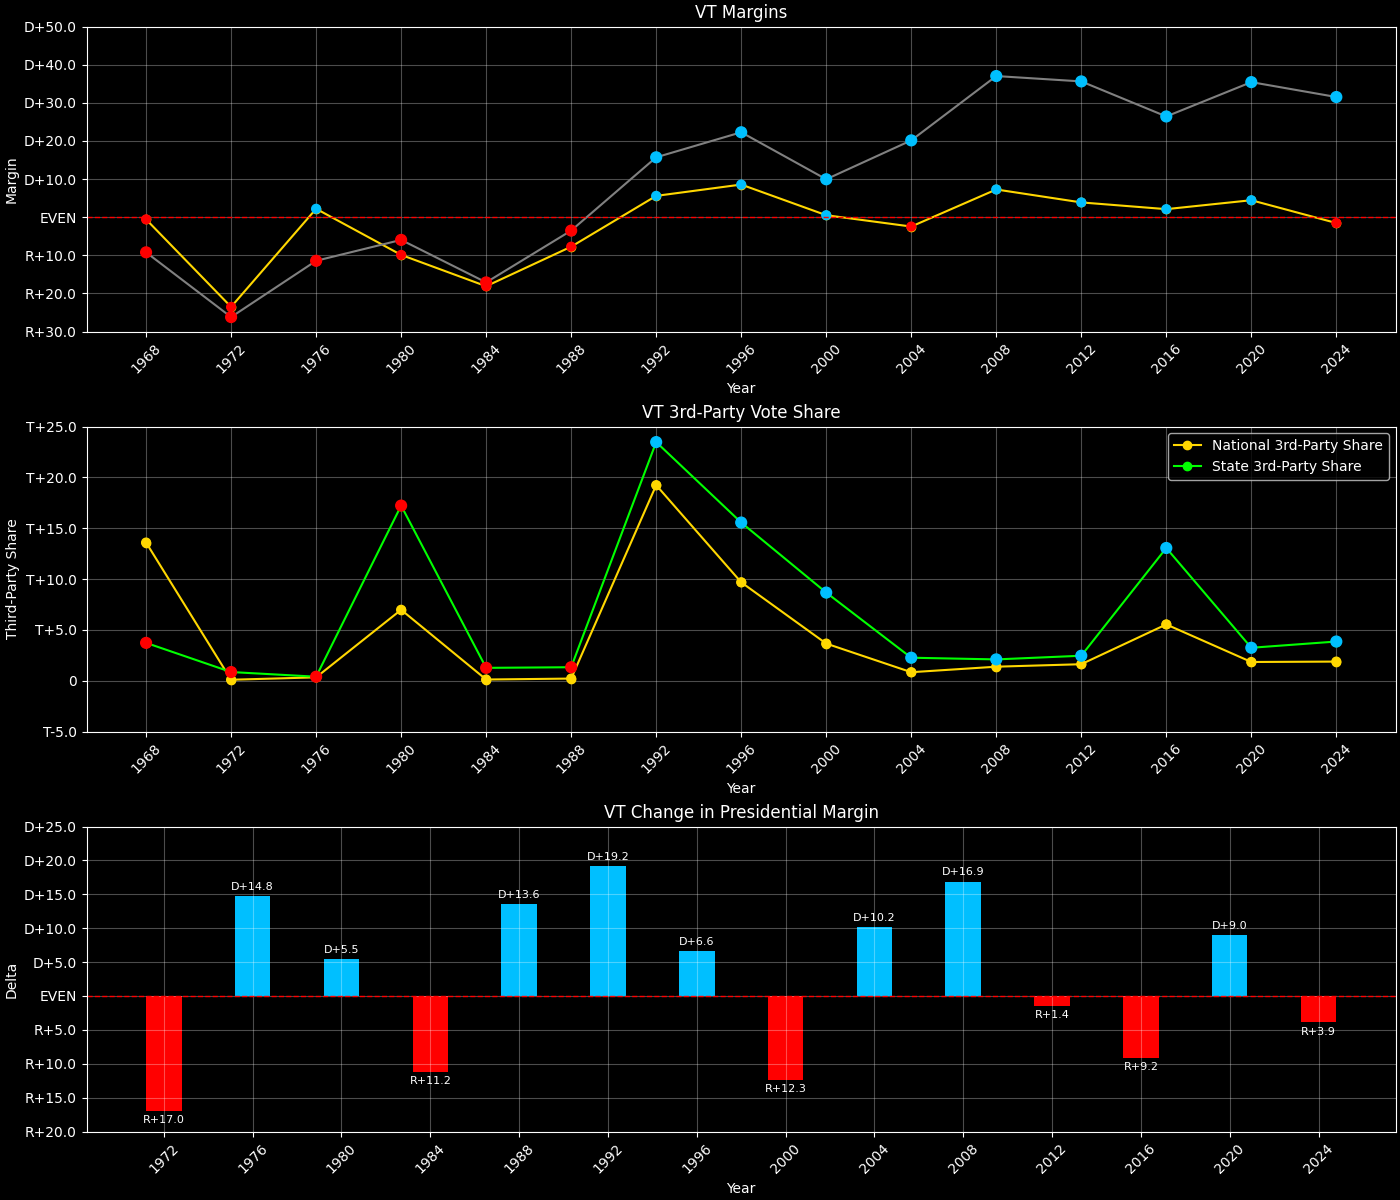 VT Margins
D+50.0
D+40.0
D+30.0
D+20.0
D+10.0
EVEN
R+10.0
R+20.0
R+30.0
Margin
1968 1972 1976 1980 1984 1988 1992 1996 2000 2004 2008 2012 2016 2020 2024
Year
VT 3rd-Party Vote Share
T+25.0
T+20.0
T+15.0
T+10.0
T+5.0
0
T-5.0
Third-Party Share
National 3rd-Party Share
State 3rd-Party Share
1968 1972 1976 1980 1984 1988 1992 1996 2000 2004 2008 2012 2016 2020 2024
Year
VT Change in Presidential Margin
D+25.0
D+20.0
D+15.0
D+10.0
D+5.0
EVEN
R+5.0
R+10.0
R+15.0
R+20.0
Delta
R+17.0
D+14.8
D+5.5
R+11.2
D+13.6
D+19.2
D+6.6
R+12.3
D+10.2
D+16.9
R+1.4
R+9.2
D+9.0
R+3.9
1972 1976 1980 1984 1988 1992 1996 2000 2004 2008 2012 2016 2020 2024
Year